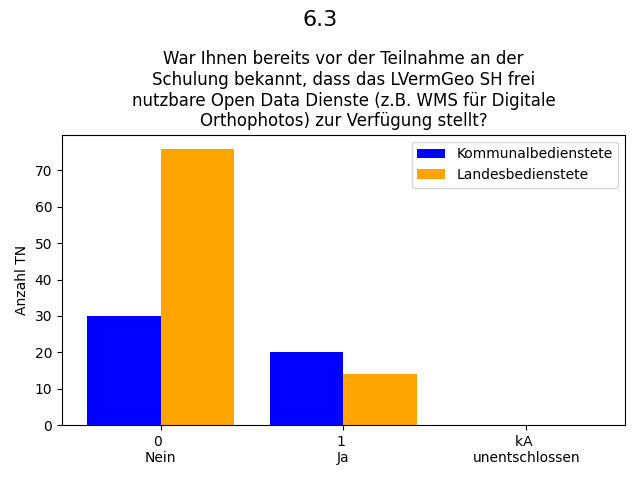 6.3
War Ihnen bereits vor der Teilnahme an der
Schulung bekannt, dass das LVermGeo SH frei
nutzbare Open Data Dienste (z.B. WMS für Digitale
Orthophotos) zur Verfügung stellt?
Kommunalbedienstete
Landesbedienstete
Anzahl TN
70
60
50
40
30
20
10
0
0
Nein
1
Ja
kA
unentschlossen